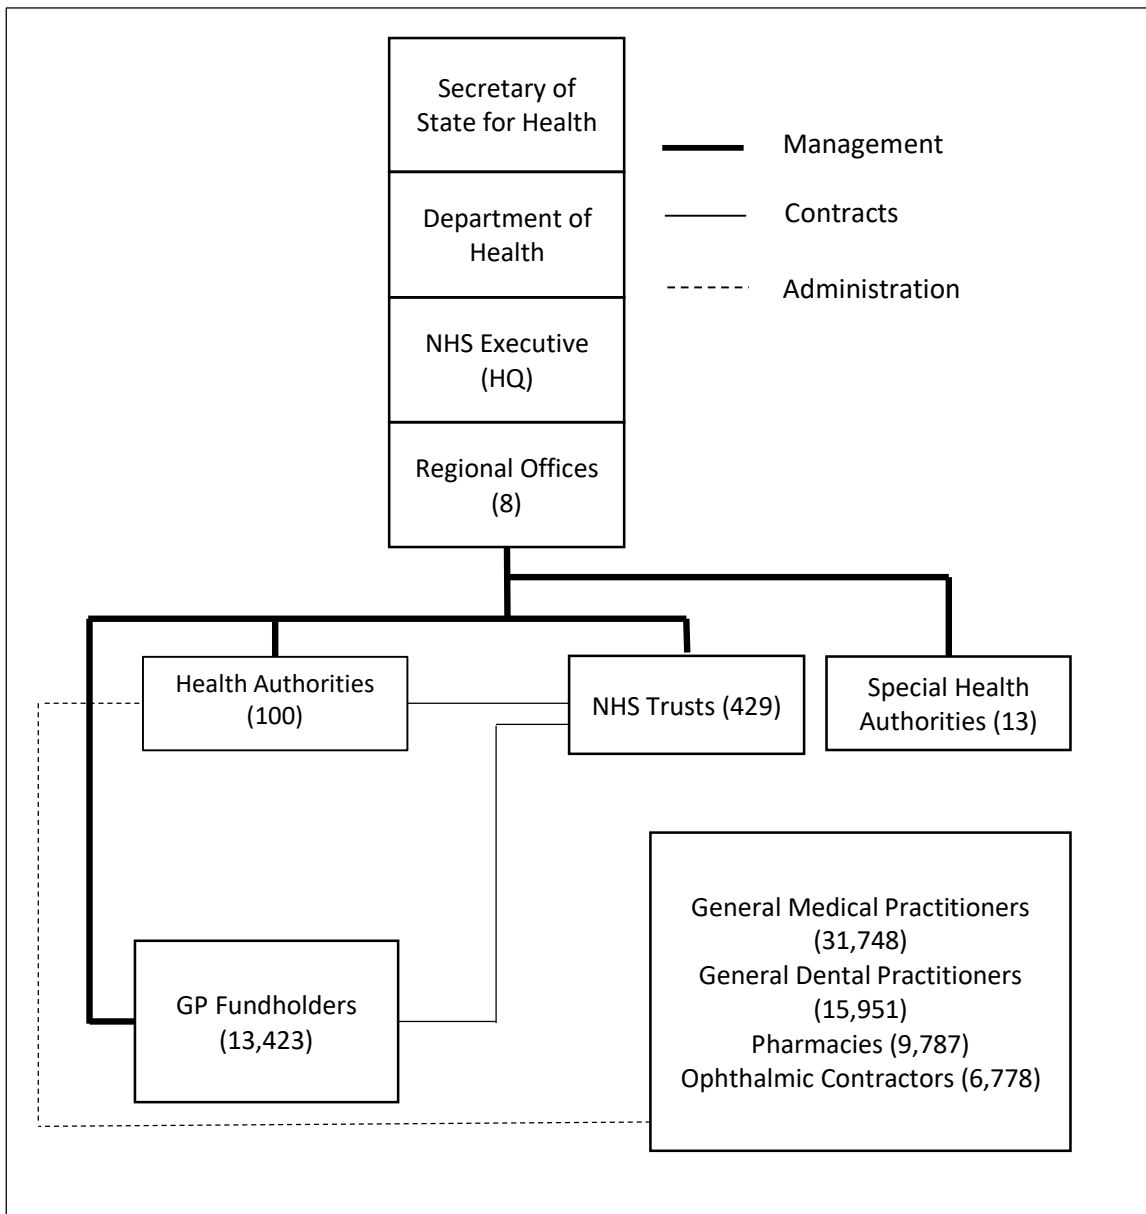 Secretary of
State for Health
Management
Contracts
Department of
Health
Administration
NHS Executive
(HQ)
Regional Offices
(8)
Health Authorities
(100)
NHS Trusts (429)
Special Health
Authorities (13)
General Medical Practitioners
(31,748)
General Dental Practitioners
(15,951)
Pharmacies (9,787)
Ophthalmic Contractors (6,778)
GP Fundholders
(13,423)